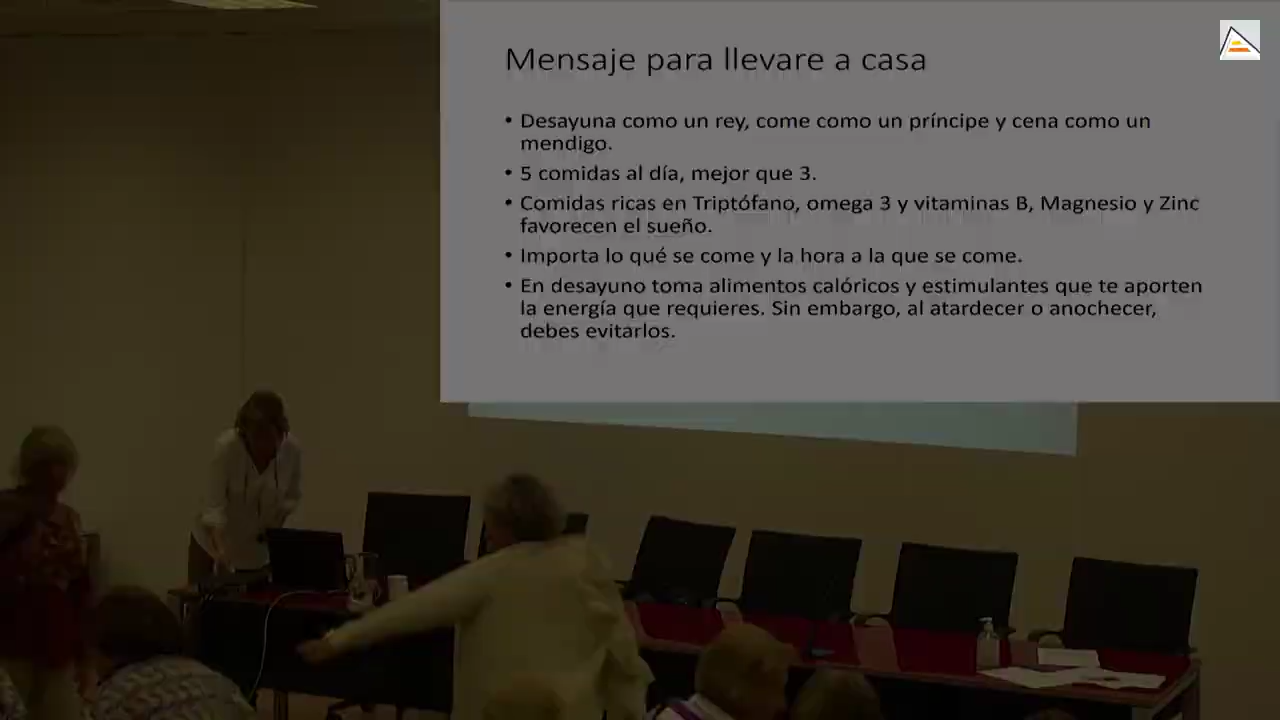 Mensaje para llevare a casa
• Desayuna como un rey, come como un príncipe y cena como un
mendigo.
• 5 comidas al día, mejor que 3.
• Comidas ricas en Triptófano, omega 3 y vitaminas B, Magnesio y Zinc
favorecen el sueño.
• Importa lo qué se come y la hora a la que se come.
• En desayuno toma alimentos calóricos y estimulantes que te aporten
la energía que requieres. Sin embargo, al atardecer o anochecer,
debes evitarlos.